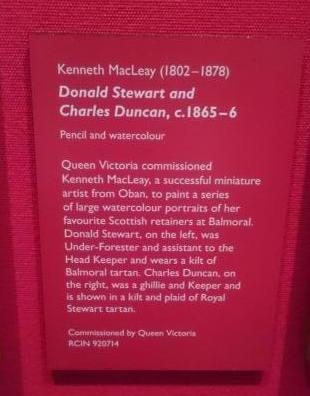 Kenneth MacLeay (1802–1878)
Donald Stewart and
Charles Duncan, c.1865–6
Pencil and watercolour
Queen Victoria commissioned
Kenneth MacLeay, a successful miniature
artist from Oban, to paint a series
of large watercolour portraits of her
favourite Scottish retainers at Balmoral.
Donald Stewart, on the left, was
Under-Forester and assistant to the
Head Keeper and wears a kilt of
Balmoral tartan. Charles Duncan, on
the right, was a ghillie and Keeper and
is shown in a kilt and plaid of Royal
Stewart tartan.
Commissioned by Queen Victoria
RCIN 920714